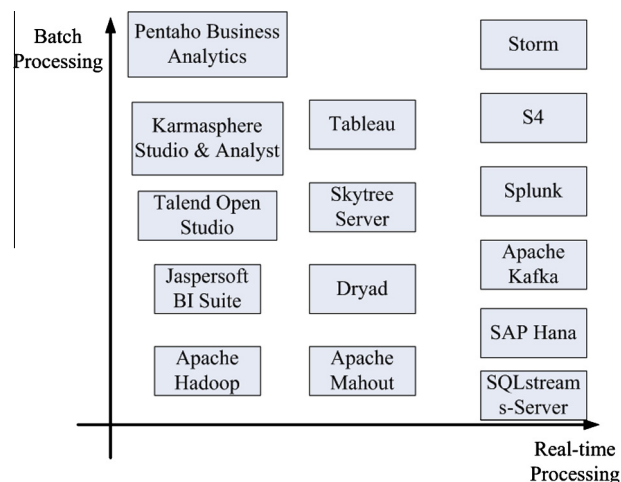 Batch
Processing
Pentaho Business
Analytics
Storm
Karmasphere
Studio & Analyst
Tableau
S4
Talend Open
Studio
Skytree
Server
Splunk
Jaspersoft
BI Suite
Dryad
Apache
Kafka
Apache
Hadoop
Apache
Mahout
SAP Hana
SQLstream
s-Server
Real-time
Processing